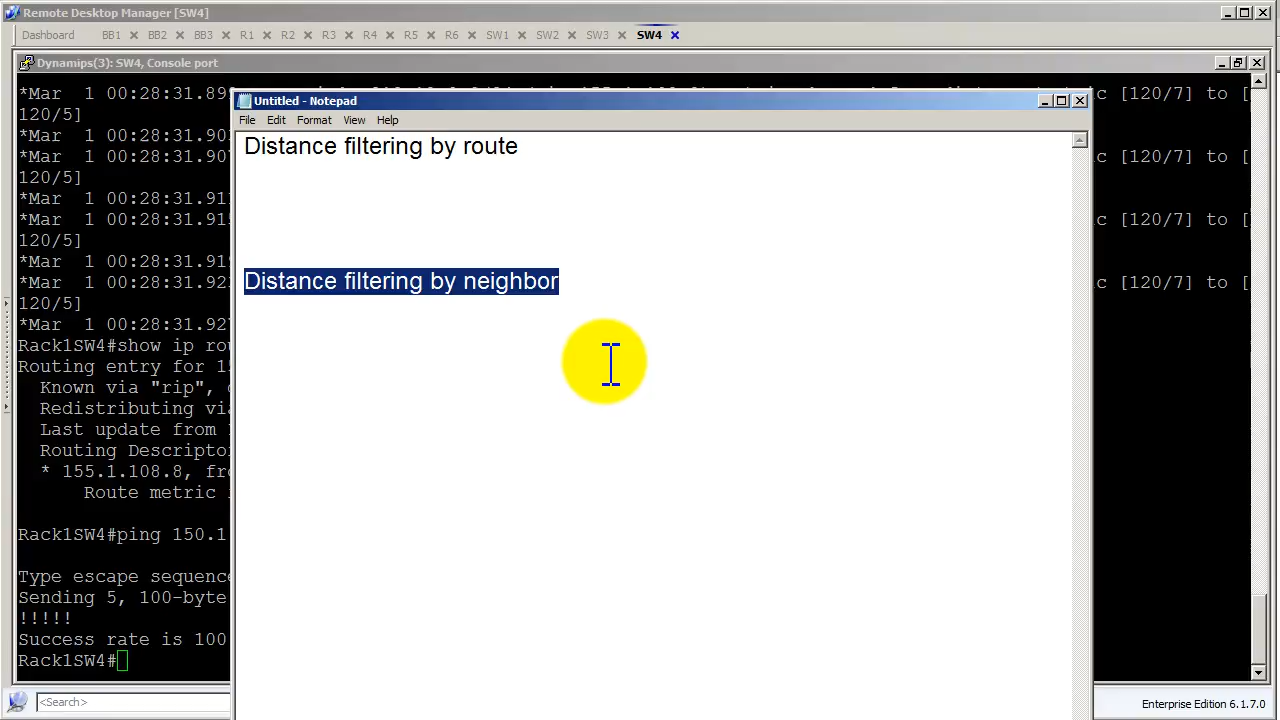 Remote Desktop Manager [SW4]
Dashboard BB1 BB2 BB3 R1 R2 R3 R4 R5 R6 SW1 SW2 SW3 SW4
Dynamips(3): SW4, Console port
*Mar 1 00:28:31.89 c [120/7] to [
Untitled - Notepad
120/5]
File Edit Format View Help
*Mar 1 00:28:31.90
Distance filtering by route
*Mar 1 00:28:31.90 c [120/7] to [
120/5]
*Mar 1 00:28:31.91
*Mar 1 00:28:31.91 c [120/7] to [
120/5]
*Mar 1 00:28:31.91
Distance filtering by neighbor
*Mar 1 00:28:31.92 c [120/7] to [
120/5]
*Mar 1 00:28:31.92
Rack1SW4#show ip rou
Routing entry for 1
Known via "rip",
Redistributing via
Last update from
Routing Descripto
* 155.1.108.8, fro
Route metric
Rack1SW4#ping 150.1
Type escape sequence
Sending 5, 100-byte
!!!!!
Success rate is 100
Rack1SW4#
<Search>
Enterprise Edition 6.1.7.0